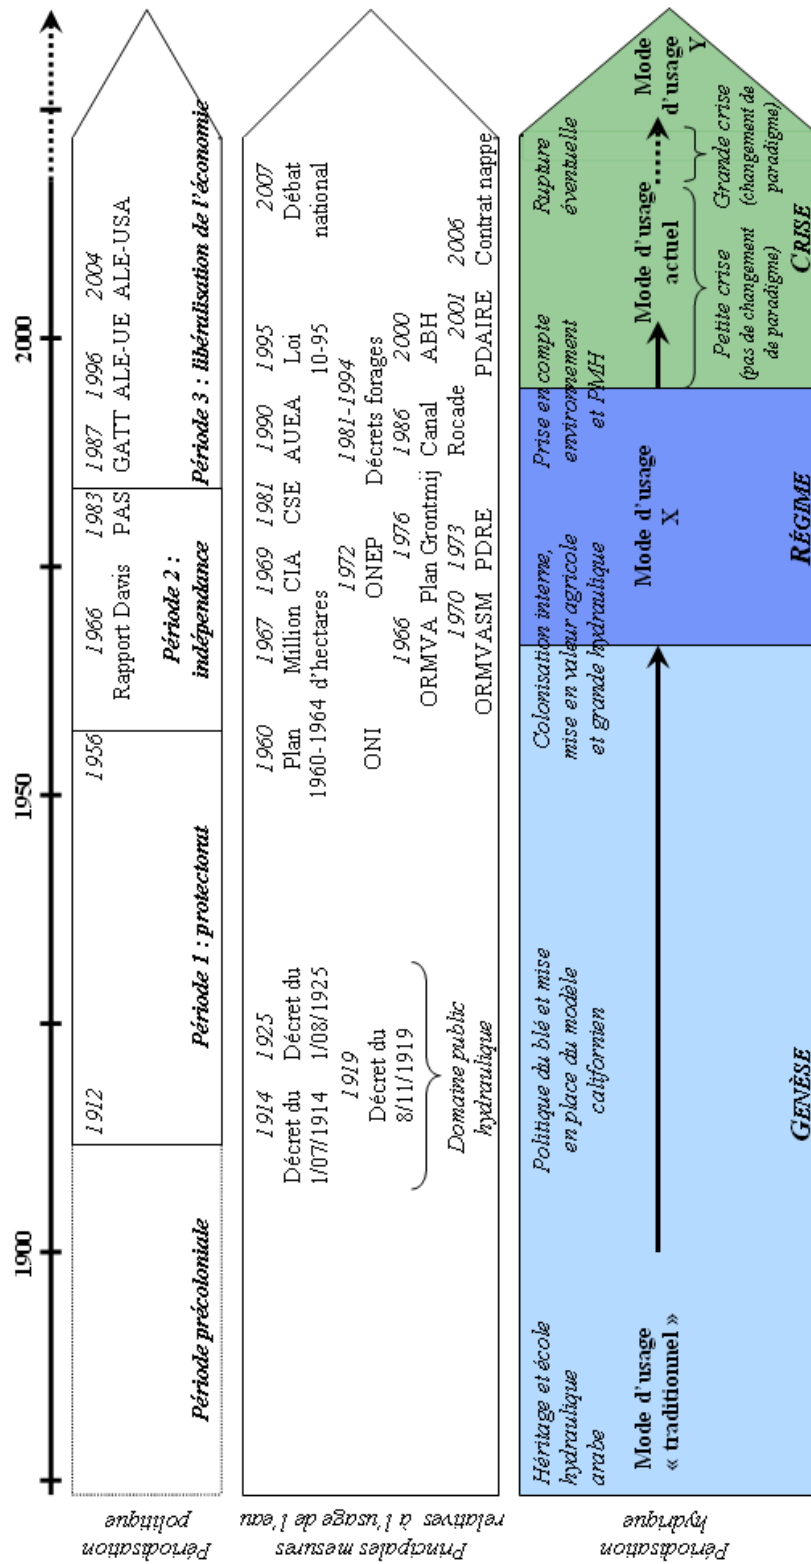 1900
1950
2000
Périodisation
politique
Période précoloniale
1912
Période 1 : protectorat
1956
1966
Rapport Davis
1983
PAS
Période 2 :
indépendance
1987
GATT
1996
ALE-UE
2004
ALE-USA
Période 3 : libéralisation de l'économie
Principales mesures
relatives à l'usage de l'eau
1914
Décret du
1/07/1914
1925
Décret du
1/08/1925
1919
Décret du
8/11/1919
Domaine public
hydraulique
1960
Plan
1960-1964
ONI
1967
Million
d'hectares
1969
CIA
1981
CSE
1990
AUEA
1995
Loi
10-95
2007
Débat
national
1972
ONEP
1981-1994
Décrets forages
1966
ORMVA
1976
Plan Grontmij
1986
Canal
Rocade
2000
ABH
1970
ORMVASM
1973
PDRE
2001
PDAIRE
2006
Contrat nappe
Périodisation
hydrique
Héritage et école
hydraulique
arabe
Politique du blé et mise
en place du modèle
californien
Colonisation interne,
mise en valeur agricole
et grande hydraulique
Prise en compte
environnement
et PMH
Rupture
éventuelle
Mode d'usage
« traditionnel »
Mode d'usage
X
Mode d'usage
actuel
Mode
d'usage
Y
Petite crise
(pas de changement
de paradigme)
Grande crise
(changement de
paradigme)
GENÈSE
RÉGIME
CRISE